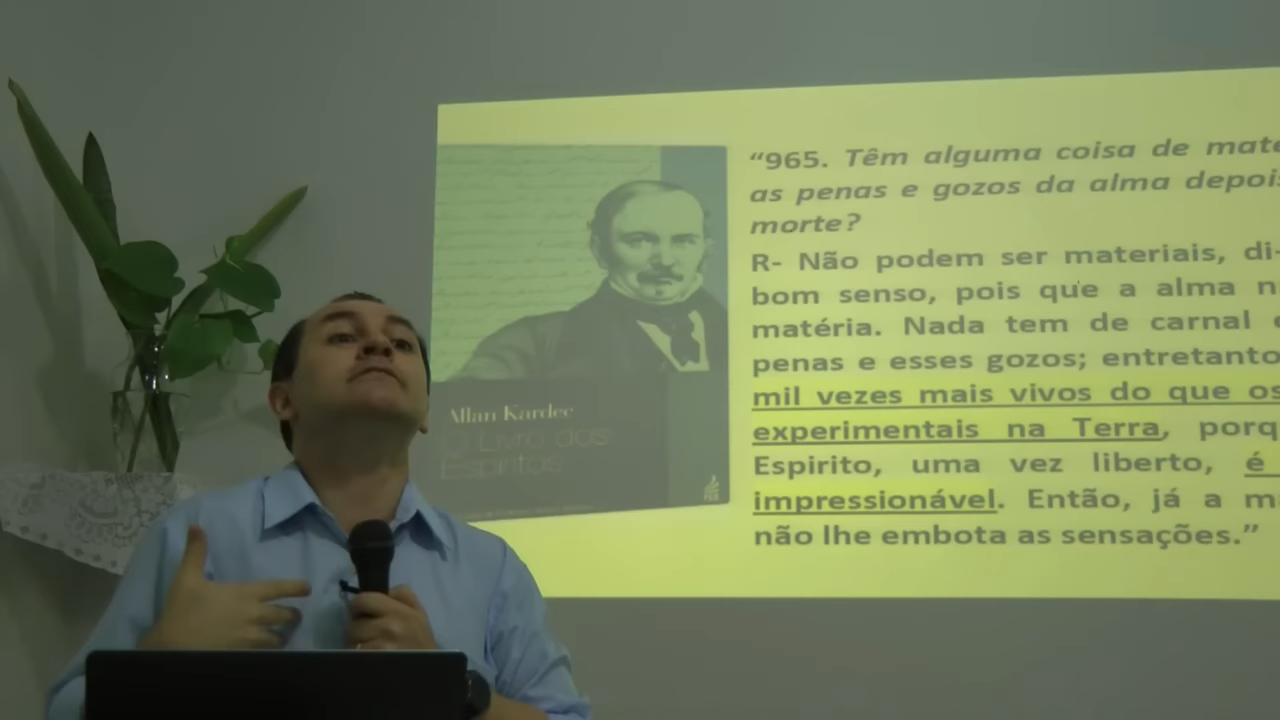 “965. Têm alguma coisa de mate
as penas e gozos da alma depois
morte?
R- Não podem ser materiais, di-
bom senso, pois que a alma n
matéria. Nada tem de carnal e
penas e esses gozos; entretanto
mil vezes mais vivos do que os
experimentais na Terra, porq
Espirito, uma vez liberto, é
impressionável. Então, já a m
não lhe embota as sensações.”
Allan Kardec
O Livro dos
Espíritos
FEB